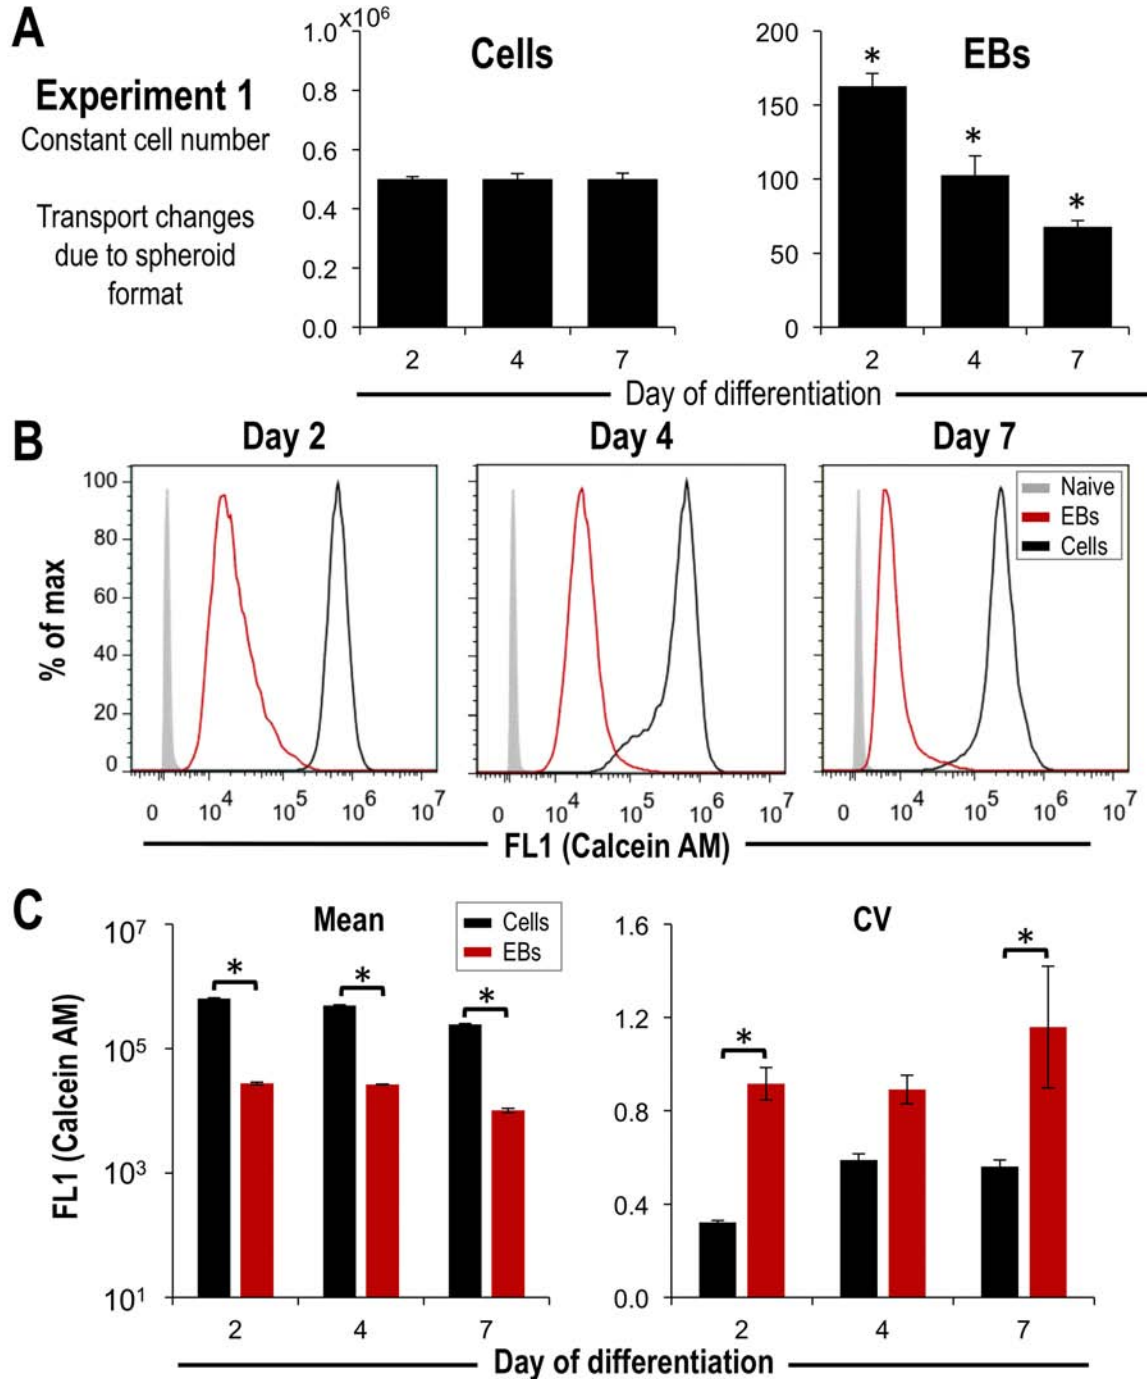 A
Experiment 1
Constant cell number
Transport changes
due to spheroid
format
x10⁶
Cells
1.0
0.8
0.6
0.4
0.2
0.0
2 4 7
EBs
200
150
100
50
0
* * *
2 4 7
Day of differentiation
B
Day 2 Day 4 Day 7
% of max
100
80
60
40
20
0
Naive
EBs
Cells
0 10⁴ 10⁵ 10⁶ 10⁷
0 10⁴ 10⁵ 10⁶ 10⁷
0 10⁴ 10⁵ 10⁶ 10⁷
FL1 (Calcein AM)
C
Mean
Cells
EBs
FL1 (Calcein AM)
10⁷
10⁵
10³
10¹
* * *
2 4 7
CV
1.6
1.2
0.8
0.4
0.0
* *
2 4 7
Day of differentiation